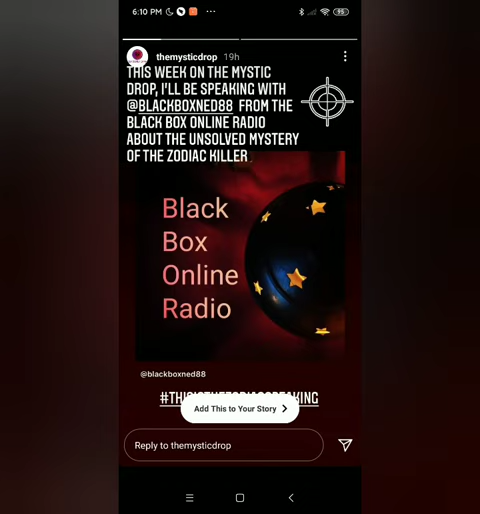 6:10 PM
95
themysticdrop 19h
THIS WEEK ON THE MYSTIC
DROP, I'LL BE SPEAKING WITH
@BLACKBOXNED88 FROM THE
BLACK BOX ONLINE RADIO
ABOUT THE UNSOLVED MYSTERY
OF THE ZODIAC KILLER
Black
Box
Online
Radio
@blackboxned88
Add This to Your Story
Reply to themysticdrop